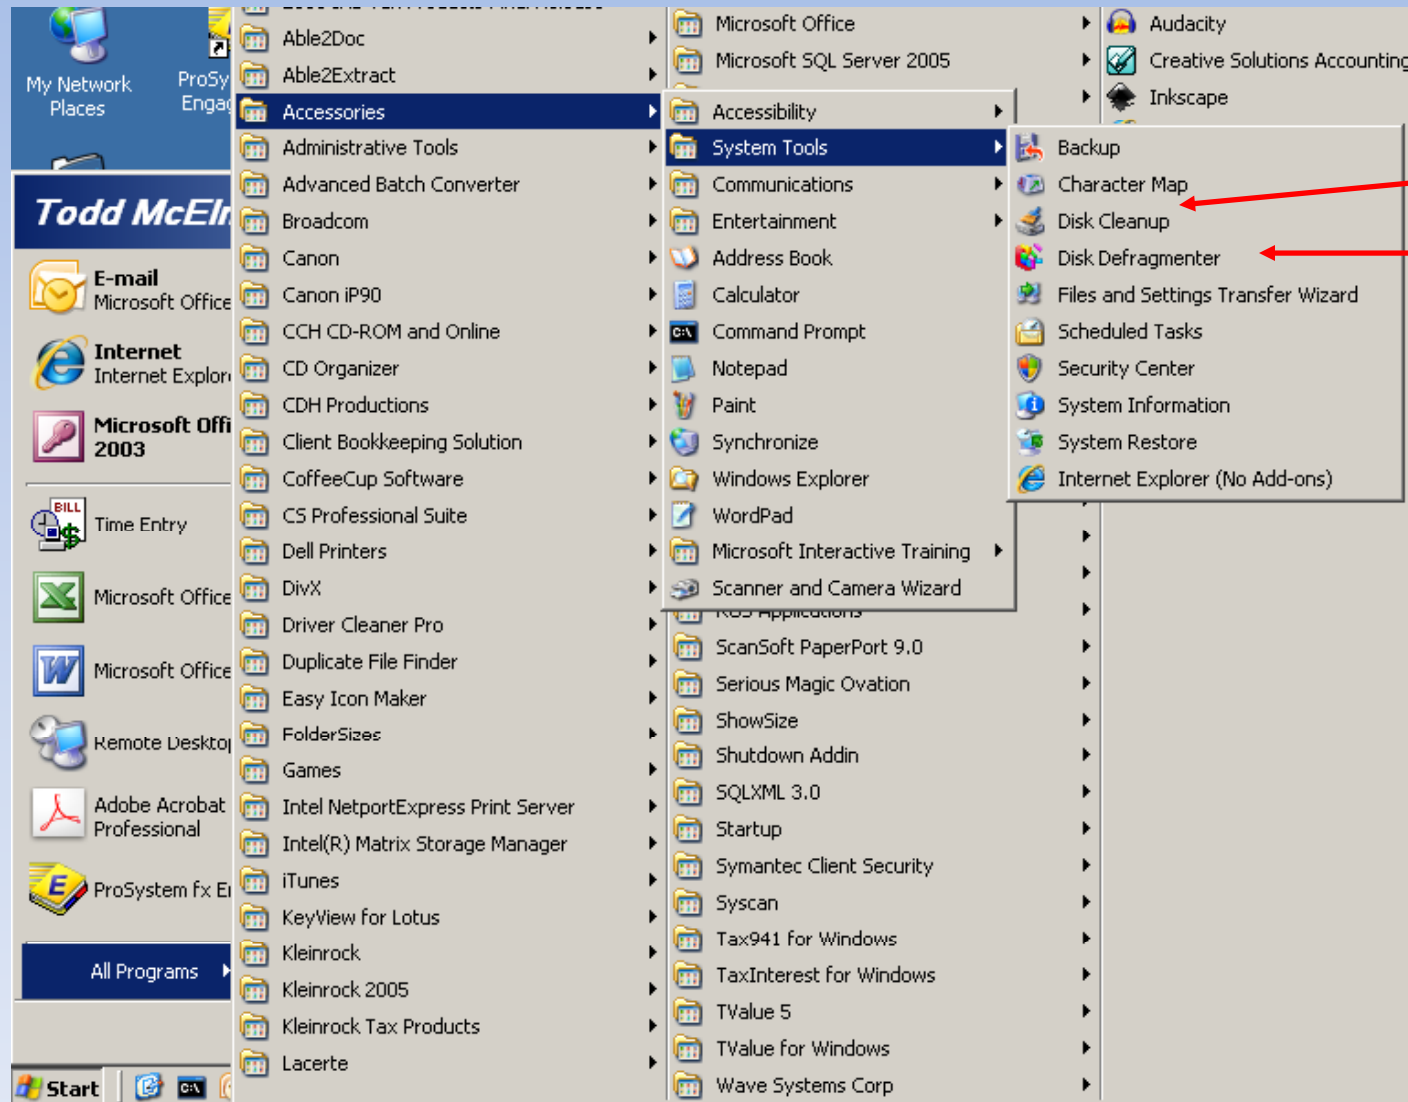 My Network
Places
ProSy
Engag
Todd McEln
E-mail
Microsoft Office
Internet
Internet Explor
Microsoft Offi
2003
BILL
Time Entry
Microsoft Office
Microsoft Office
Remote Deskto
Adobe Acrobat
Professional
ProSystem fx E
All Programs
Start
Able2Doc
Able2Extract
Accessories
Administrative Tools
Advanced Batch Converter
Broadcom
Canon
Canon iP90
CCH CD-ROM and Online
CD Organizer
CDH Productions
Client Bookkeeping Solution
CoffeeCup Software
CS Professional Suite
Dell Printers
DivX
Driver Cleaner Pro
Duplicate File Finder
Easy Icon Maker
FolderSizes
Games
Intel NetportExpress Print Server
Intel(R) Matrix Storage Manager
iTunes
KeyView for Lotus
Kleinrock
Kleinrock 2005
Kleinrock Tax Products
Lacerte
Microsoft Office
Microsoft SQL Server 2005
Accessibility
System Tools
Communications
Entertainment
Address Book
Calculator
C:\ Command Prompt
Notepad
Paint
Synchronize
Windows Explorer
WordPad
Microsoft Interactive Training
Scanner and Camera Wizard
Applications
ScanSoft PaperPort 9.0
Serious Magic Ovation
ShowSize
Shutdown Addin
SQLXML 3.0
Startup
Symantec Client Security
Syscan
Tax941 for Windows
TaxInterest for Windows
TValue 5
TValue for Windows
Wave Systems Corp
Audacity
Creative Solutions Accounting
Inkscape
Backup
Character Map
Disk Cleanup
Disk Defragmenter
Files and Settings Transfer Wizard
Scheduled Tasks
Security Center
System Information
System Restore
Internet Explorer (No Add-ons)